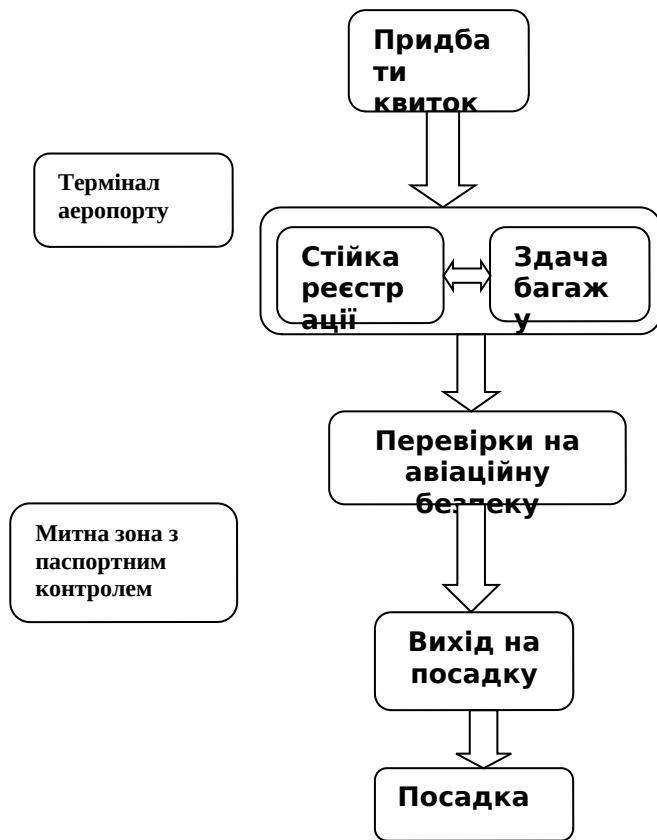 Придба
ти
квиток
Термінал
аеропорту
Стійка
реєстр
ації
Здача
багаж
у
Перевірки на
авіаційну
безпеку
Митна зона з
паспортним
контролем
Вихід на
посадку
Посадка